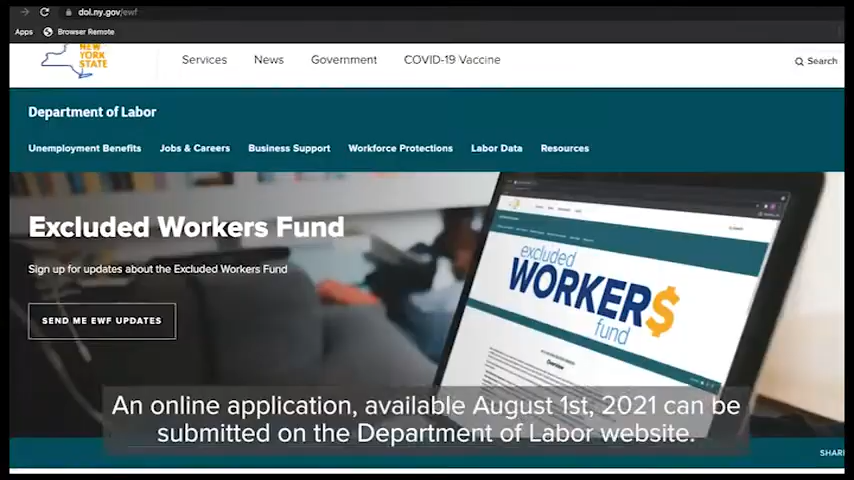 dol.ny.gov/ewf
Apps Browser Remote
NEW
YORK
STATE
Services News Government COVID-19 Vaccine Search
Department of Labor
Unemployment Benefits Jobs & Careers Business Support Workforce Protections Labor Data Resources
Excluded Workers Fund
Sign up for updates about the Excluded Workers Fund
SEND ME EWF UPDATES
excluded
WORKER$
fund
Overview
An online application, available August 1st, 2021 can be
submitted on the Department of Labor website.
SHAR